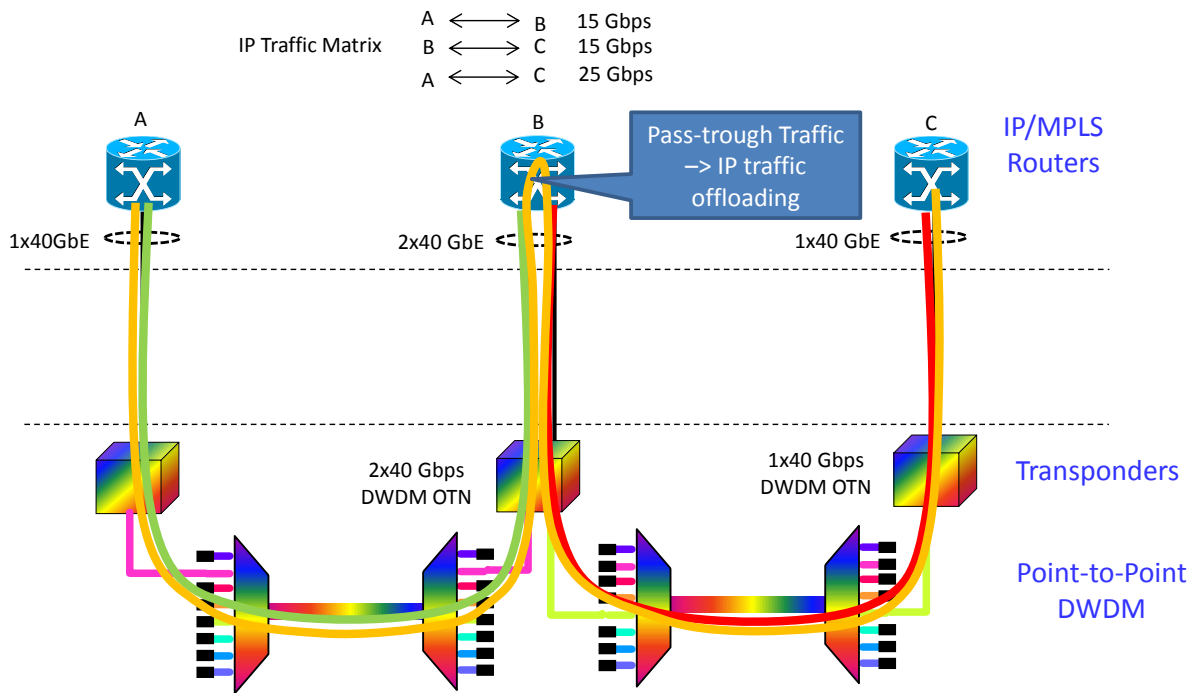 A B 15 Gbps
IP Traffic Matrix B C 15 Gbps
A C 25 Gbps
A
B
C
IP/MPLS
Routers
Pass-trough Traffic
–> IP traffic
offloading
1x40GbE
2x40 GbE
1x40 GbE
2x40 Gbps
DWDM OTN
1x40 Gbps
DWDM OTN
Transponders
Point-to-Point
DWDM